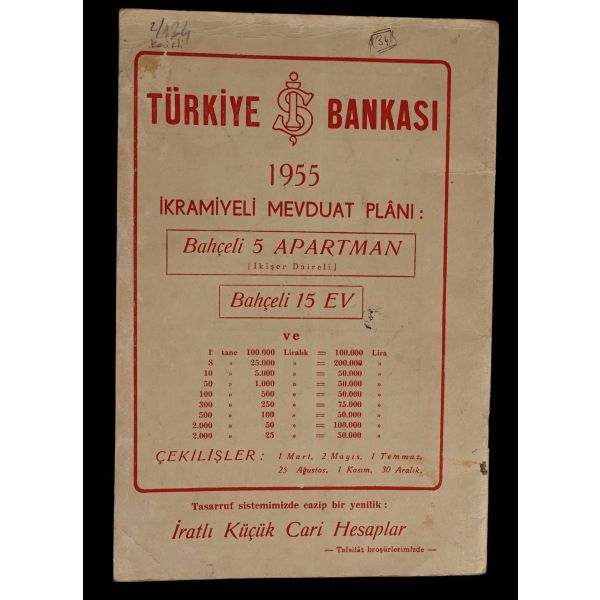 2/124
34
TÜRKİYE İŞ BANKASI
1955
İKRAMİYELİ MEVDUAT PLÂNI :
Bahçeli 5 APARTMAN
[İkişer Daireli]
Bahçeli 15 EV
ve
1 tane 100.000 Liralık = 100.000 Lira
8 » 25.000 » = 200.000 »
10 » 5.000 » = 50.000 »
50 » 1.000 » = 50.000 »
100 » 500 » = 50.000 »
300 » 250 » = 75.000 »
500 » 100 » = 50.000 »
2.000 » 50 » = 100.000 »
2.000 » 25 » = 50.000 »
ÇEKİLİŞLER : 1 Mart, 2 Mayıs, 1 Temmuz,
25 Ağustos, 1 Kasım, 30 Aralık.
Tasarruf sistemimizde cazip bir yenilik :
İratlı Küçük Cari Hesaplar
— Tafsilât broşürlerimizde —